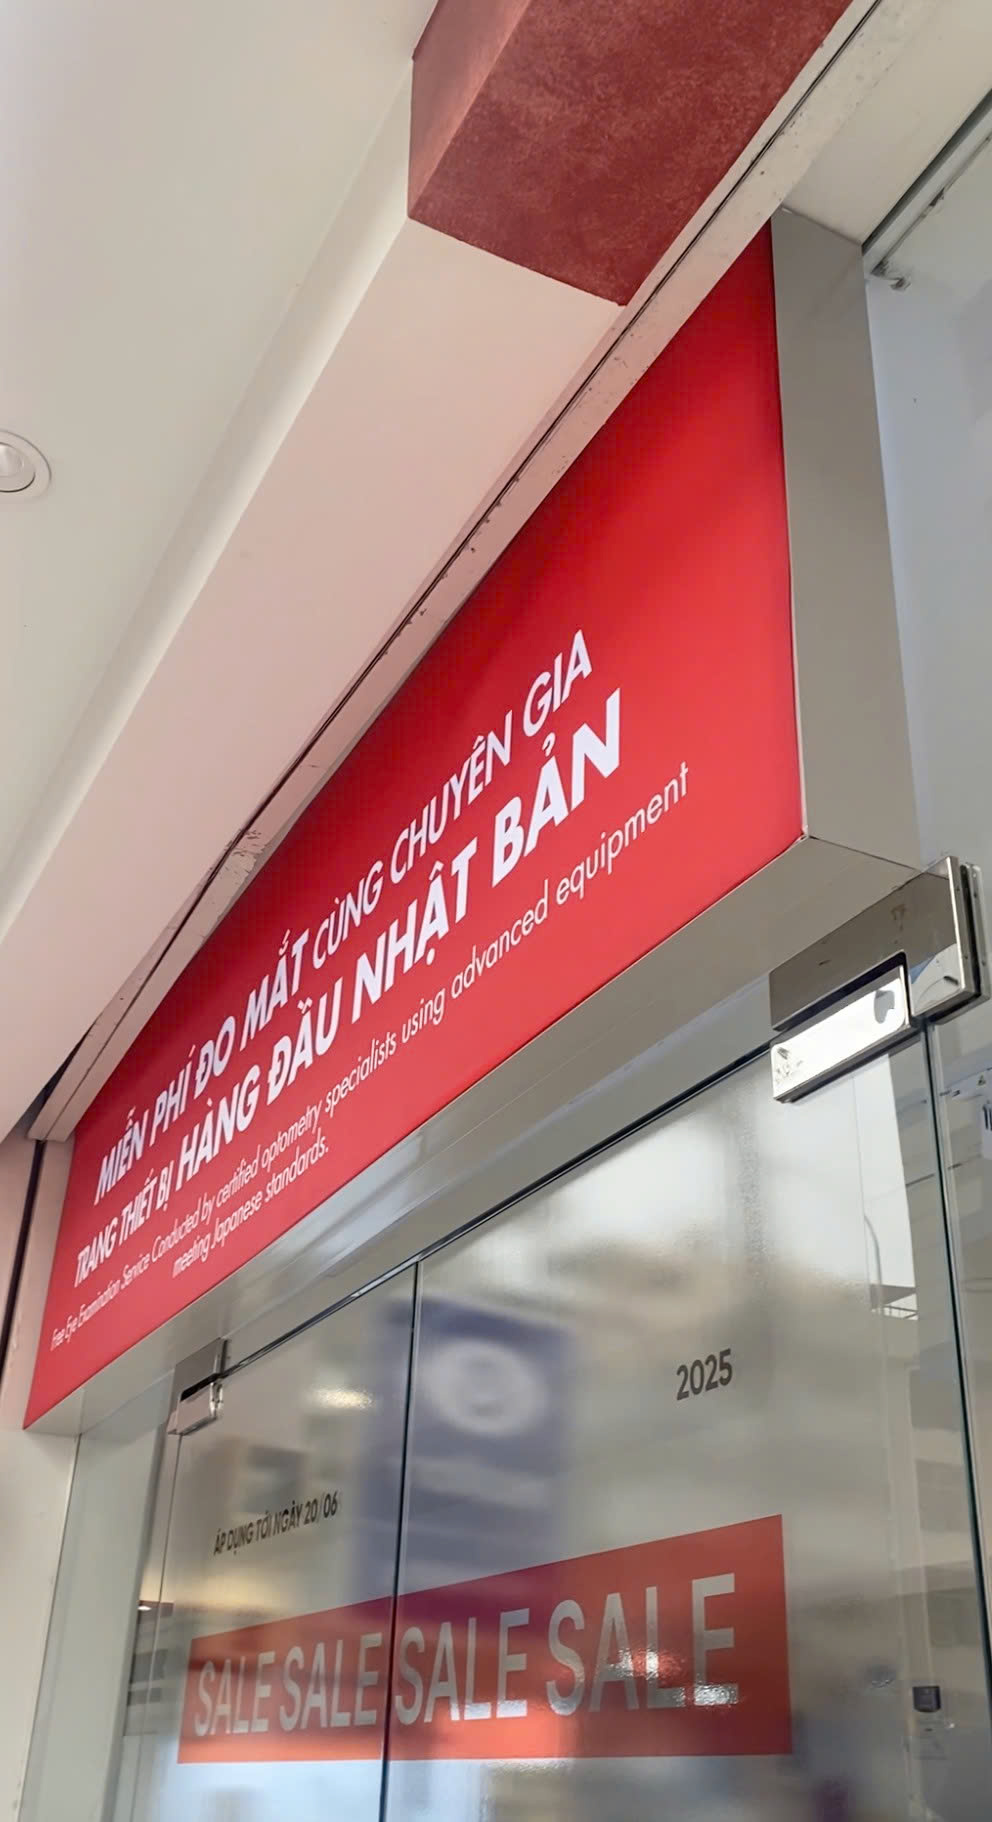 MIỄN PHÍ ĐO MẮT CÙNG CHUYÊN GIA
TRANG THIẾT BỊ HÀNG ĐẦU NHẬT BẢN
Free Eye Examination Service Conducted by certified optometry specialists using advanced equipment
meeting Japanese standards.
2025
ÁP DỤNG TỚI NGÀY 20/06
SALE SALE SALE SALE